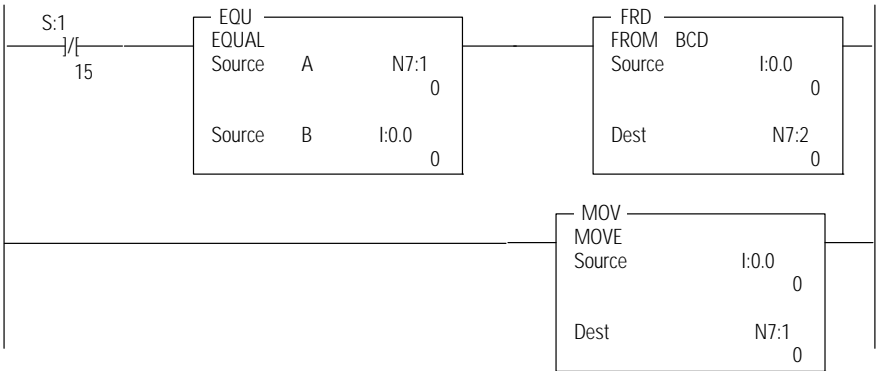 S:1
]/[
15
EQU
EQUAL
Source A N7:1
0
Source B I:0.0
0
FRD
FROM BCD
Source I:0.0
0
Dest N7:2
0
MOV
MOVE
Source I:0.0
0
Dest N7:1
0